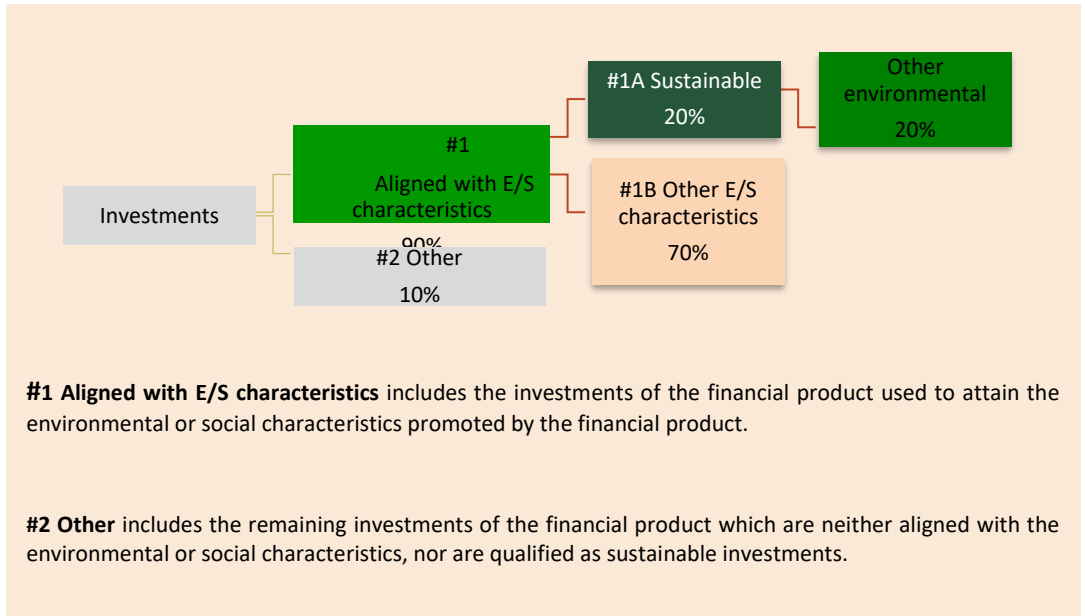 Investments
#1
Aligned with E/S
characteristics
90%
#2 Other
10%
#1A Sustainable
20%
#1B Other E/S
characteristics
70%
Other
environmental
20%
#1 Aligned with E/S characteristics includes the investments of the financial product used to attain the
environmental or social characteristics promoted by the financial product.
#2 Other includes the remaining investments of the financial product which are neither aligned with the
environmental or social characteristics, nor are qualified as sustainable investments.